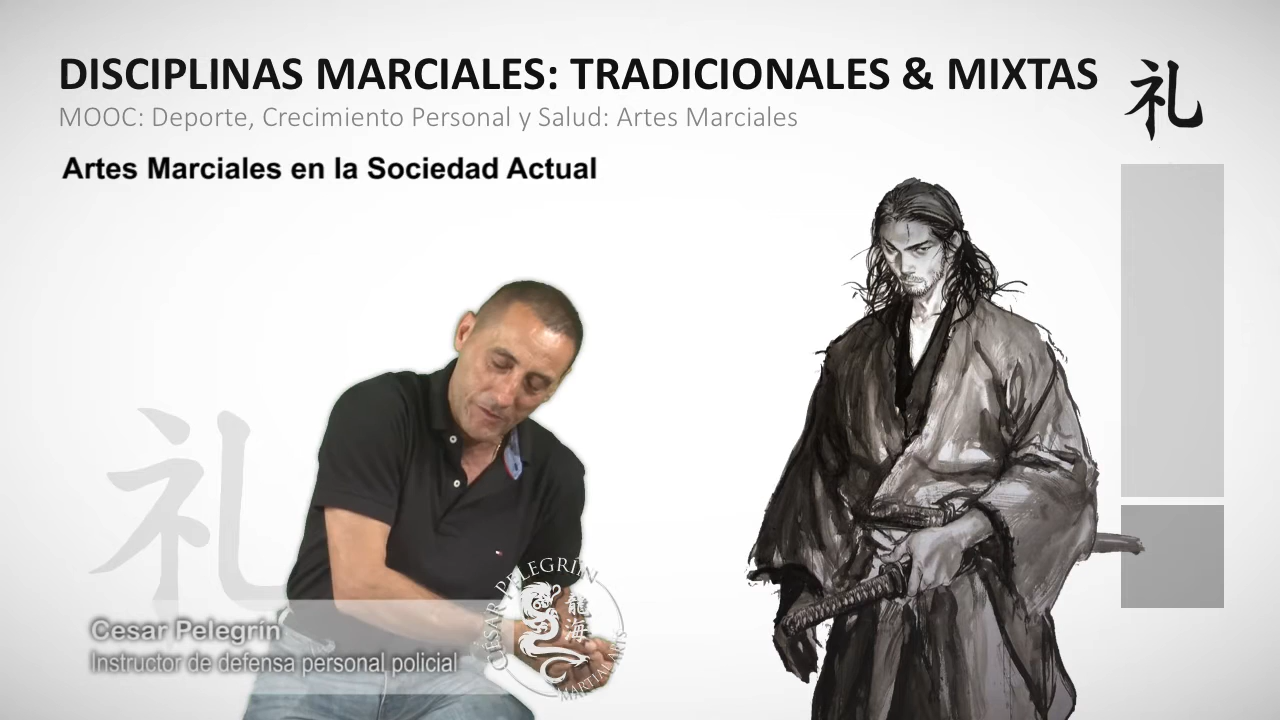 DISCIPLINAS MARCIALES: TRADICIONALES & MIXTAS
礼
MOOC: Deporte, Crecimiento Personal y Salud: Artes Marciales
Artes Marciales en la Sociedad Actual
礼
Cesar Pelegrín
Instructor de defensa personal policial
CÉSAR PELEGRÍN
龍海
MARTIAL ARTS